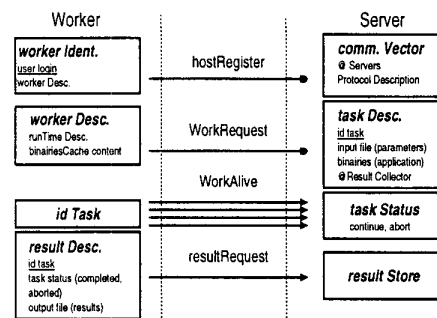 Worker
Server
worker Ident.
user login
worker Desc.
hostRegister
comm. Vector
@ Servers
Protocol Description
worker Desc.
runTime Desc.
binairiesCache content
WorkRequest
task Desc.
id task
input file (parameters)
binairies (application)
@Result Collector
WorkAlive
id Task
task Status
continue, abort
result Desc.
id task
task status (completed,
aborted)
output file (results)
resultRequest
result Store